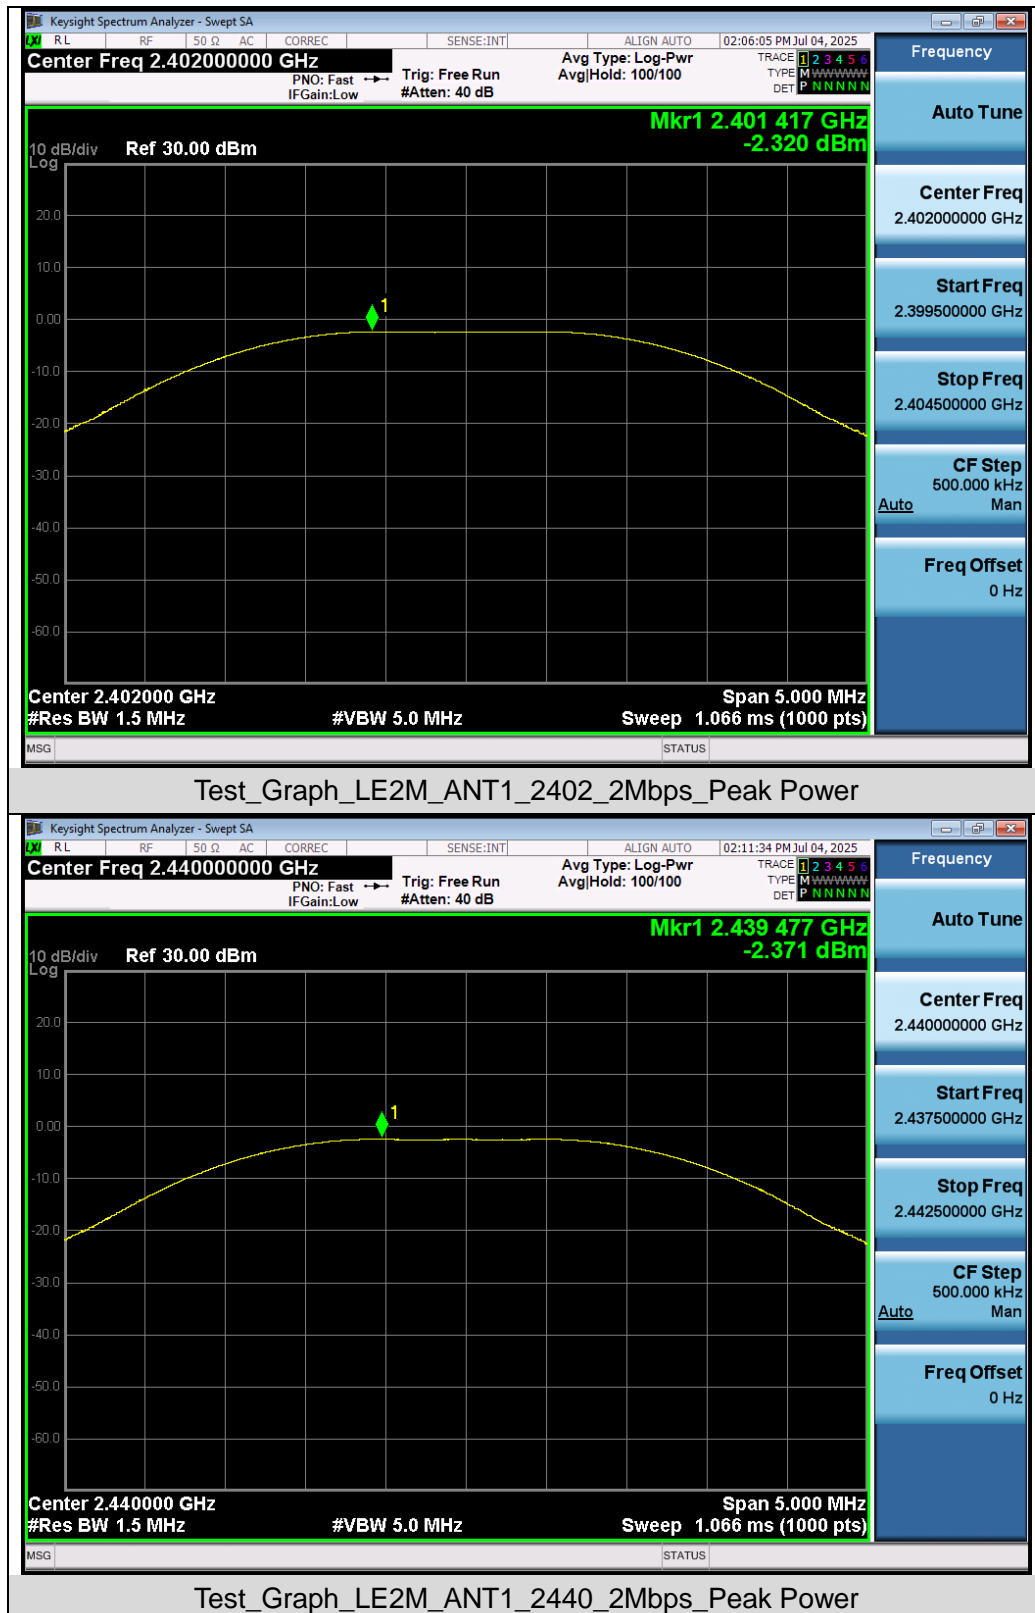 Keysight Spectrum Analyzer - Swept SA
LXI RL RF 50 Ω AC CORREC SENSE:INT ALIGN AUTO 02:06:05 PM Jul 04, 2025
Center Freq 2.402000000 GHz
PNO: Fast
IFGain:Low
Trig: Free Run
#Atten: 40 dB
Avg Type: Log-Pwr
Avg|Hold: 100/100
TRACE 1 2 3 4 5 6
TYPE M W W W W W
DET P N N N N N
Mkr1 2.401 417 GHz
-2.320 dBm
10 dB/div Ref 30.00 dBm
Log
20.0
10.0
0.00
-10.0
-20.0
-30.0
-40.0
-50.0
-60.0
1
Center 2.402000 GHz Span 5.000 MHz
#Res BW 1.5 MHz #VBW 5.0 MHz Sweep 1.066 ms (1000 pts)
MSG STATUS
Frequency
Auto Tune
Center Freq
2.402000000 GHz
Start Freq
2.399500000 GHz
Stop Freq
2.404500000 GHz
CF Step
500.000 kHz
Auto Man
Freq Offset
0 Hz
Test_Graph_LE2M_ANT1_2402_2Mbps_Peak Power
Keysight Spectrum Analyzer - Swept SA
LXI RL RF 50 Ω AC CORREC SENSE:INT ALIGN AUTO 02:11:34 PM Jul 04, 2025
Center Freq 2.440000000 GHz
PNO: Fast
IFGain:Low
Trig: Free Run
#Atten: 40 dB
Avg Type: Log-Pwr
Avg|Hold: 100/100
TRACE 1 2 3 4 5 6
TYPE M W W W W W
DET P N N N N N
Mkr1 2.439 477 GHz
-2.371 dBm
10 dB/div Ref 30.00 dBm
Log
20.0
10.0
0.00
-10.0
-20.0
-30.0
-40.0
-50.0
-60.0
1
Center 2.440000 GHz Span 5.000 MHz
#Res BW 1.5 MHz #VBW 5.0 MHz Sweep 1.066 ms (1000 pts)
MSG STATUS
Frequency
Auto Tune
Center Freq
2.440000000 GHz
Start Freq
2.437500000 GHz
Stop Freq
2.442500000 GHz
CF Step
500.000 kHz
Auto Man
Freq Offset
0 Hz
Test_Graph_LE2M_ANT1_2440_2Mbps_Peak Power